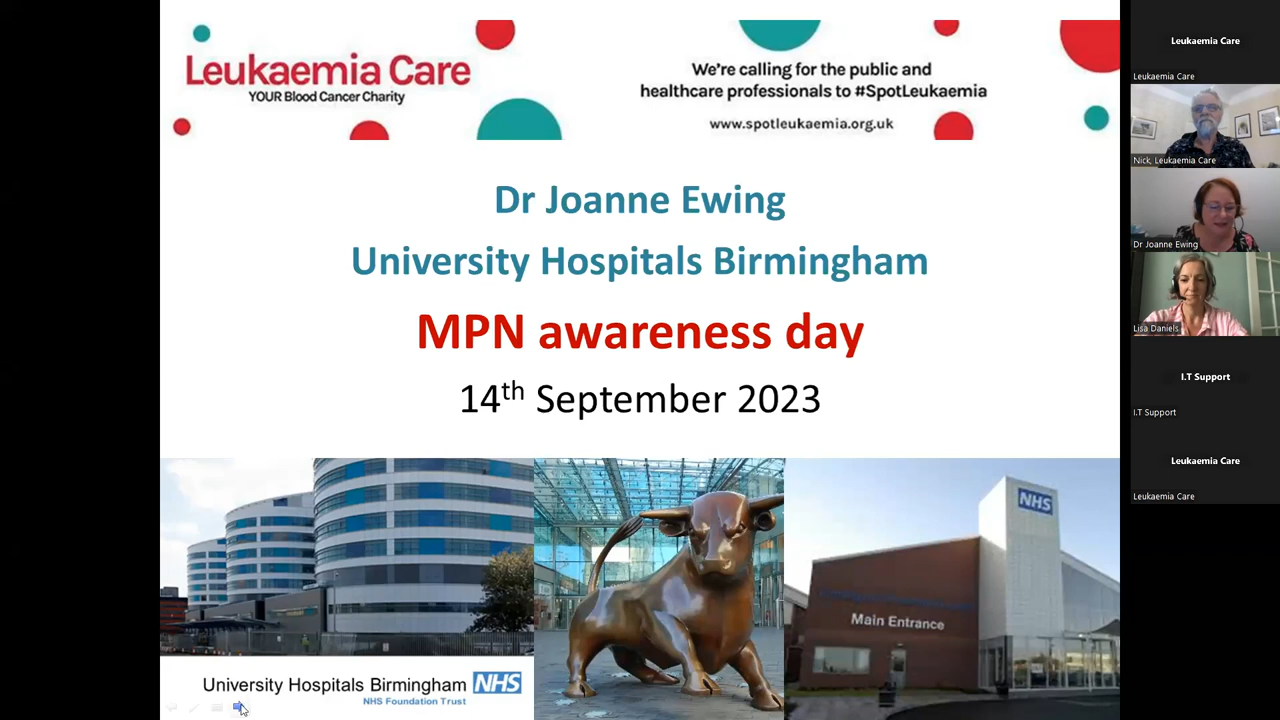 Leukaemia Care
YOUR Blood Cancer Charity
We're calling for the public and
healthcare professionals to #SpotLeukaemia
www.spotleukaemia.org.uk
Dr Joanne Ewing
University Hospitals Birmingham
MPN awareness day
14th September 2023
NHS
Main Entrance
University Hospitals Birmingham NHS
NHS Foundation Trust
Leukaemia Care
Leukaemia Care
Nick, Leukaemia Care
Dr Joanne Ewing
Lisa Daniels
I.T Support
I.T Support
Leukaemia Care
Leukaemia Care